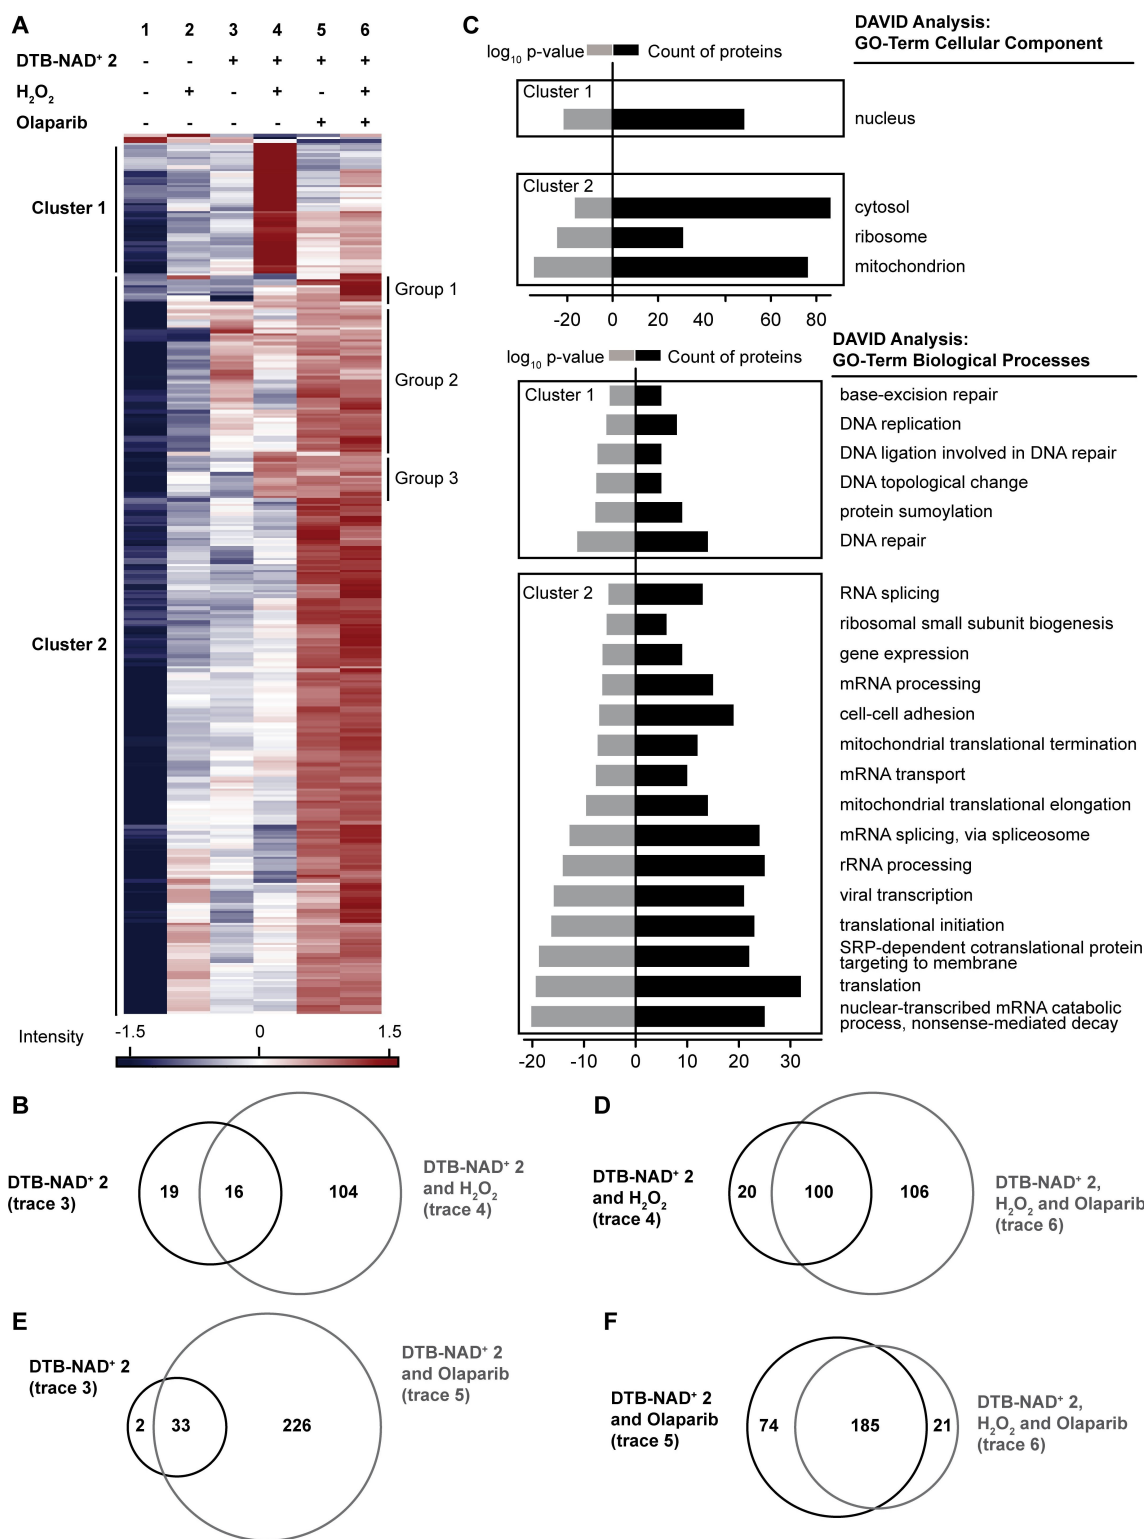 A
1 2 3 4 5 6
DTB-NAD⁺ 2 - - + + + +
H₂O₂ - + - + - +
Olaparib - - - - + +
Cluster 1
Group 1
Group 2
Group 3
Cluster 2
Intensity
-1.5 0 1.5
C
DAVID Analysis:
GO-Term Cellular Component
log₁₀ p-value Count of proteins
Cluster 1
nucleus
Cluster 2
cytosol
ribosome
mitochondrion
-20 0 20 40 60 80
DAVID Analysis:
GO-Term Biological Processes
log₁₀ p-value Count of proteins
Cluster 1
base-excision repair
DNA replication
DNA ligation involved in DNA repair
DNA topological change
protein sumoylation
DNA repair
Cluster 2
RNA splicing
ribosomal small subunit biogenesis
gene expression
mRNA processing
cell-cell adhesion
mitochondrial translational termination
mRNA transport
mitochondrial translational elongation
mRNA splicing, via spliceosome
rRNA processing
viral transcription
translational initiation
SRP-dependent cotranslational protein
targeting to membrane
translation
nuclear-transcribed mRNA catabolic
process, nonsense-mediated decay
-20 -10 0 10 20 30
B
DTB-NAD⁺ 2
(trace 3)
19 16 104
DTB-NAD⁺ 2
and H₂O₂
(trace 4)
D
DTB-NAD⁺ 2
and H₂O₂
(trace 4)
20 100 106
DTB-NAD⁺ 2,
H₂O₂ and Olaparib
(trace 6)
E
DTB-NAD⁺ 2
(trace 3)
2 33 226
DTB-NAD⁺ 2
and Olaparib
(trace 5)
F
DTB-NAD⁺ 2
and Olaparib
(trace 5)
74 185 21
DTB-NAD⁺ 2,
H₂O₂ and Olaparib
(trace 6)